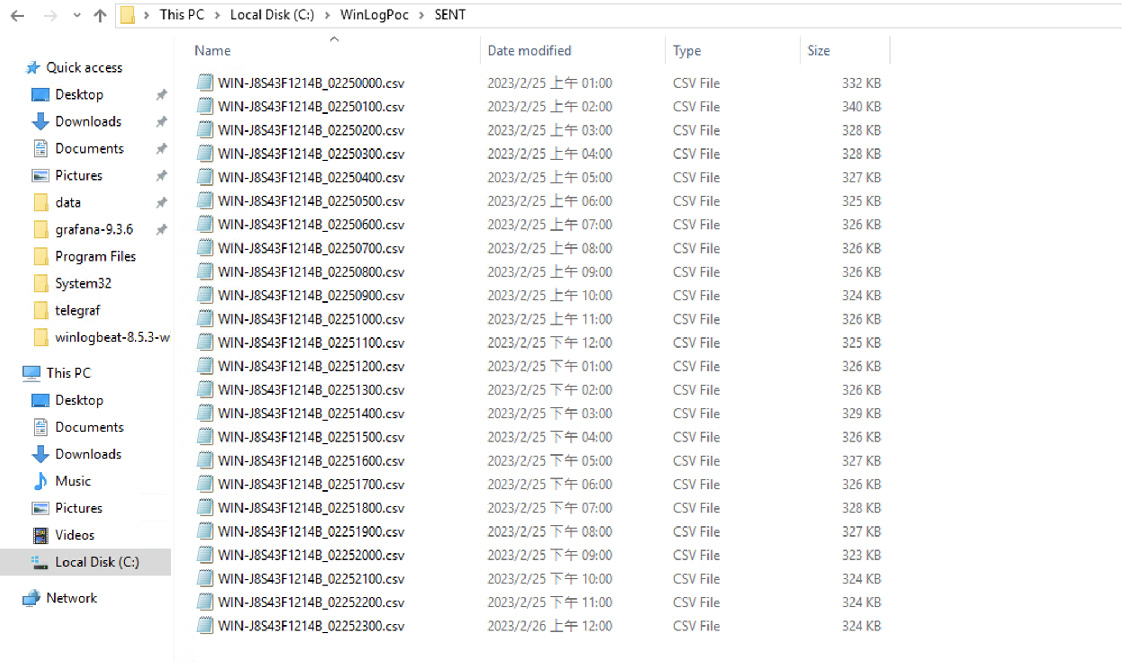 This PC > Local Disk (C:) > WinLogPoc > SENT
Name Date modified Type Size
Quick access
Desktop
Downloads
Documents
Pictures
data
grafana-9.3.6
Program Files
System32
telegraf
winlogbeat-8.5.3-w
This PC
Desktop
Documents
Downloads
Music
Pictures
Videos
Local Disk (C:)
Network
WIN-J8S43F1214B_02250000.csv 2023/2/25 上午 01:00 CSV File 332 KB
WIN-J8S43F1214B_02250100.csv 2023/2/25 上午 02:00 CSV File 340 KB
WIN-J8S43F1214B_02250200.csv 2023/2/25 上午 03:00 CSV File 328 KB
WIN-J8S43F1214B_02250300.csv 2023/2/25 上午 04:00 CSV File 328 KB
WIN-J8S43F1214B_02250400.csv 2023/2/25 上午 05:00 CSV File 327 KB
WIN-J8S43F1214B_02250500.csv 2023/2/25 上午 06:00 CSV File 325 KB
WIN-J8S43F1214B_02250600.csv 2023/2/25 上午 07:00 CSV File 326 KB
WIN-J8S43F1214B_02250700.csv 2023/2/25 上午 08:00 CSV File 326 KB
WIN-J8S43F1214B_02250800.csv 2023/2/25 上午 09:00 CSV File 326 KB
WIN-J8S43F1214B_02250900.csv 2023/2/25 上午 10:00 CSV File 324 KB
WIN-J8S43F1214B_02251000.csv 2023/2/25 上午 11:00 CSV File 326 KB
WIN-J8S43F1214B_02251100.csv 2023/2/25 下午 12:00 CSV File 325 KB
WIN-J8S43F1214B_02251200.csv 2023/2/25 下午 01:00 CSV File 326 KB
WIN-J8S43F1214B_02251300.csv 2023/2/25 下午 02:00 CSV File 326 KB
WIN-J8S43F1214B_02251400.csv 2023/2/25 下午 03:00 CSV File 329 KB
WIN-J8S43F1214B_02251500.csv 2023/2/25 下午 04:00 CSV File 326 KB
WIN-J8S43F1214B_02251600.csv 2023/2/25 下午 05:00 CSV File 327 KB
WIN-J8S43F1214B_02251700.csv 2023/2/25 下午 06:00 CSV File 326 KB
WIN-J8S43F1214B_02251800.csv 2023/2/25 下午 07:00 CSV File 328 KB
WIN-J8S43F1214B_02251900.csv 2023/2/25 下午 08:00 CSV File 327 KB
WIN-J8S43F1214B_02252000.csv 2023/2/25 下午 09:00 CSV File 323 KB
WIN-J8S43F1214B_02252100.csv 2023/2/25 下午 10:00 CSV File 324 KB
WIN-J8S43F1214B_02252200.csv 2023/2/25 下午 11:00 CSV File 324 KB
WIN-J8S43F1214B_02252300.csv 2023/2/26 上午 12:00 CSV File 324 KB